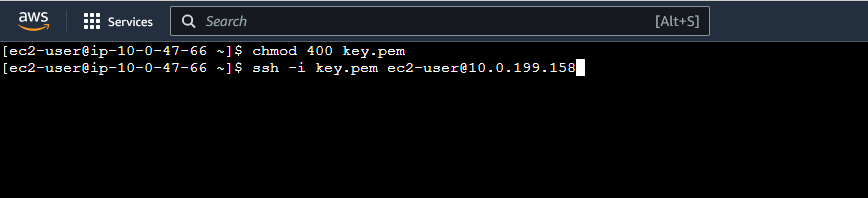 aws
Services
Search
[Alt+S]
[ec2-user@ip-10-0-47-66 ~]$ chmod 400 key.pem
[ec2-user@ip-10-0-47-66 ~]$ ssh -i key.pem ec2-user@10.0.199.158